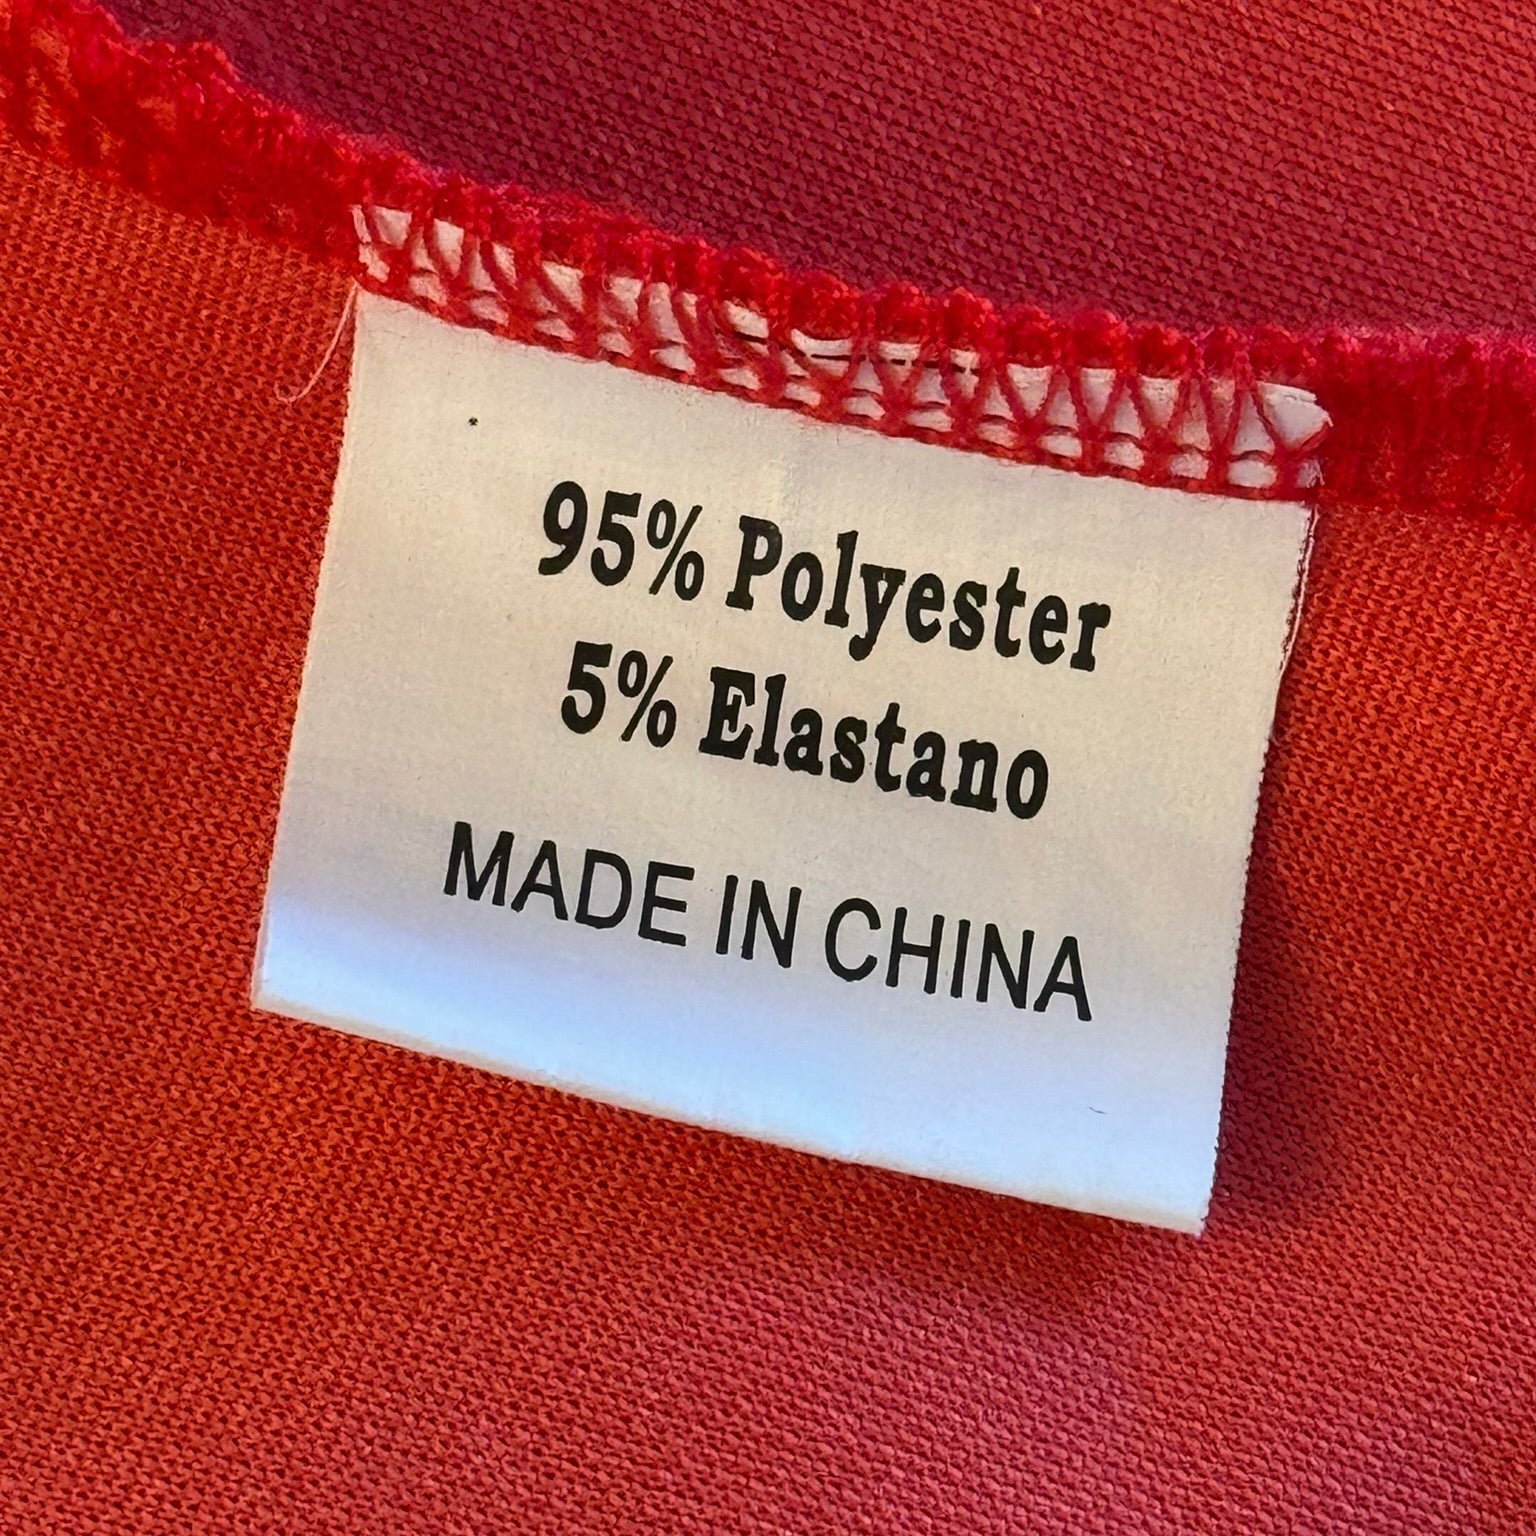 95% Polyester
5% Elastano
MADE IN CHINA